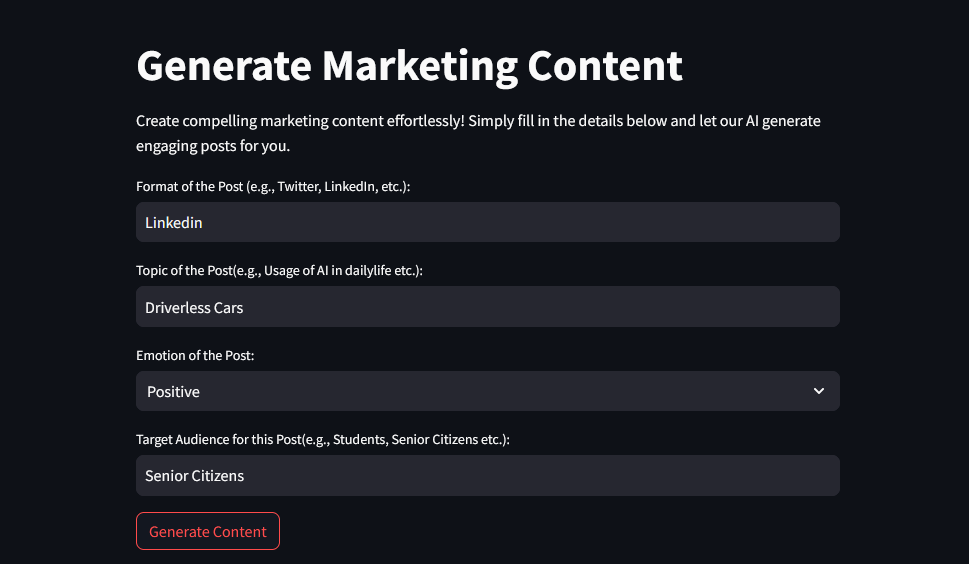 Generate Marketing Content
Create compelling marketing content effortlessly! Simply fill in the details below and let our AI generate
engaging posts for you.
Format of the Post (e.g., Twitter, LinkedIn, etc.):
Linkedin
Topic of the Post(e.g., Usage of AI in dailylife etc.):
Driverless Cars
Emotion of the Post:
Positive
Target Audience for this Post(e.g., Students, Senior Citizens etc.):
Senior Citizens
Generate Content